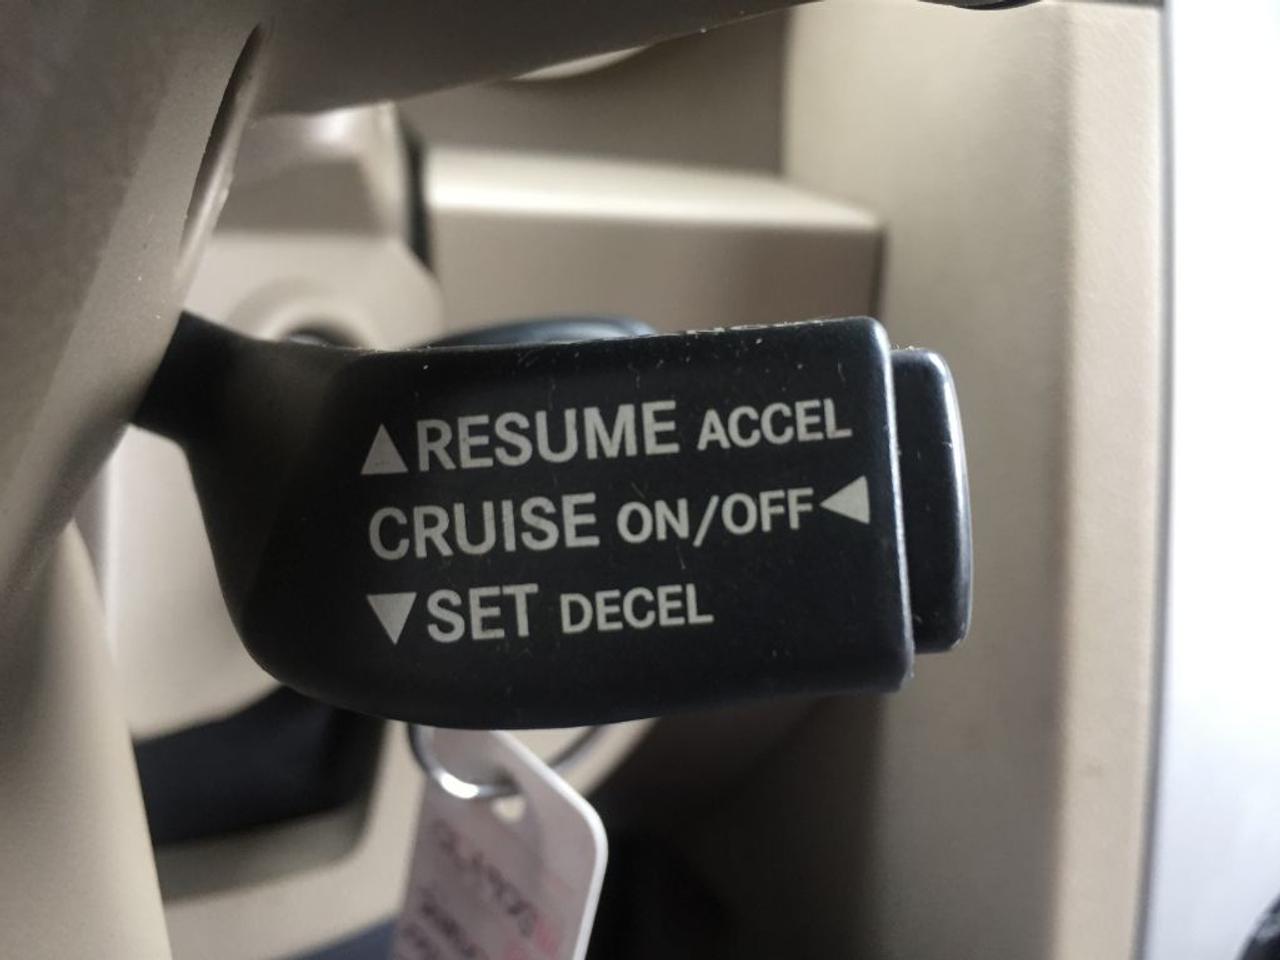 ▲RESUME ACCEL
CRUISE ON/OFF◀
▼SET DECEL